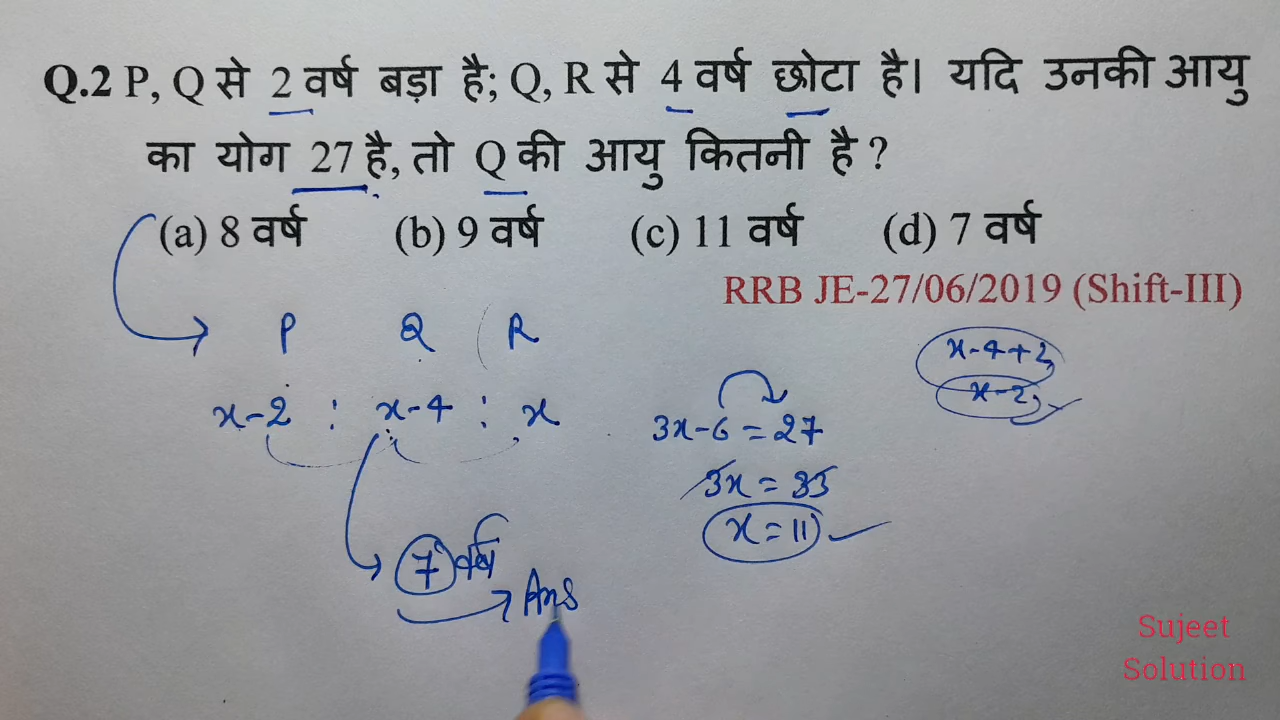 Q.2 P, Q से 2 वर्ष बड़ा है; Q, R से 4 वर्ष छोटा है। यदि उनकी आयु
का योग 27 है, तो Q की आयु कितनी है ?
(a) 8 वर्ष (b) 9 वर्ष (c) 11 वर्ष (d) 7 वर्ष
RRB JE-27/06/2019 (Shift-III)
P Q R
x-4+2
x-2
x-2 : x-4 : x
3x-6=27
3x=33
x=11
7 वर्ष
Ans
Sujeet
Solution